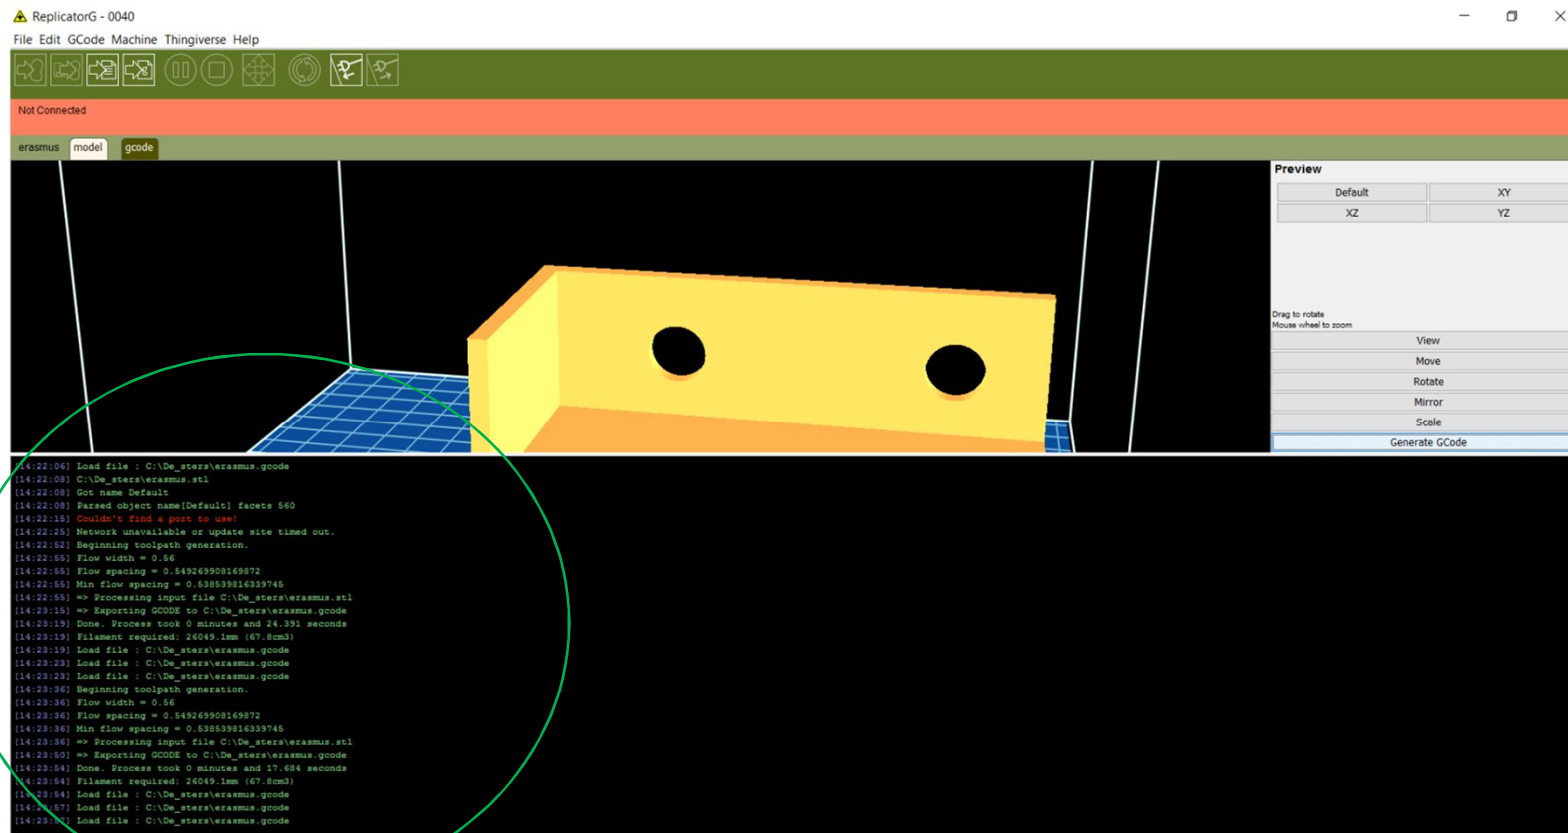 ReplicatorG - 0040
File Edit GCode Machine Thingiverse Help
Not Connected
erasmus model gcode
Preview
Default XY
XZ YZ
Drag to rotate
Mouse wheel to zoom
View
Move
Rotate
Mirror
Scale
Generate GCode
[14:22:06] Load file : C:\De_sters\erasmus.gcode
[14:22:08] C:\De_sters\erasmus.stl
[14:22:08] Got name Default
[14:22:08] Parsed object name[Default] facets 560
[14:22:15] Couldn't find a port to use!
[14:22:25] Network unavailable or update site timed out.
[14:22:52] Beginning toolpath generation.
[14:22:55] Flow width = 0.56
[14:22:55] Flow spacing = 0.549269908169872
[14:22:55] Min flow spacing = 0.538539816339745
[14:22:55] => Processing input file C:\De_sters\erasmus.stl
[14:23:15] => Exporting GCODE to C:\De_sters\erasmus.gcode
[14:23:19] Done. Process took 0 minutes and 24.391 seconds
[14:23:19] Filament required: 26049.1mm (67.8cm3)
[14:23:19] Load file : C:\De_sters\erasmus.gcode
[14:23:23] Load file : C:\De_sters\erasmus.gcode
[14:23:23] Load file : C:\De_sters\erasmus.gcode
[14:23:36] Beginning toolpath generation.
[14:23:36] Flow width = 0.56
[14:23:36] Flow spacing = 0.549269908169872
[14:23:36] Min flow spacing = 0.538539816339745
[14:23:36] => Processing input file C:\De_sters\erasmus.stl
[14:23:50] => Exporting GCODE to C:\De_sters\erasmus.gcode
[14:23:54] Done. Process took 0 minutes and 17.684 seconds
[14:23:54] Filament required: 26049.1mm (67.8cm3)
[14:23:54] Load file : C:\De_sters\erasmus.gcode
[14:23:57] Load file : C:\De_sters\erasmus.gcode
[14:23:57] Load file : C:\De_sters\erasmus.gcode